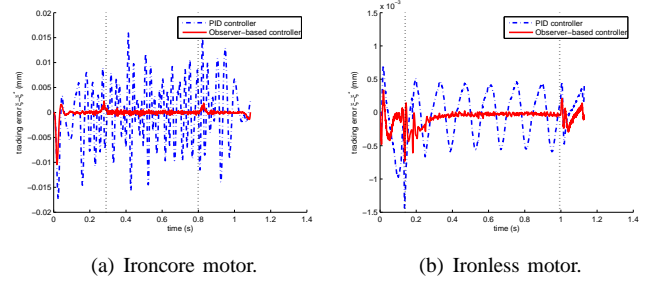 PID controller
Observer-based controller
0.02
0.015
0.01
0.005
0
−0.005
−0.01
−0.015
−0.02
0 0.2 0.4 0.6 0.8 1 1.2 1.4
time (s)
tracking error ξ−ξ* (mm)
(a) Ironcore motor.
x 10⁻³
PID controller
Observer-based controller
1.5
1
0.5
0
−0.5
−1
−1.5
0 0.2 0.4 0.6 0.8 1 1.2 1.4
time (s)
tracking error ξ−ξ* (mm)
(b) Ironless motor.